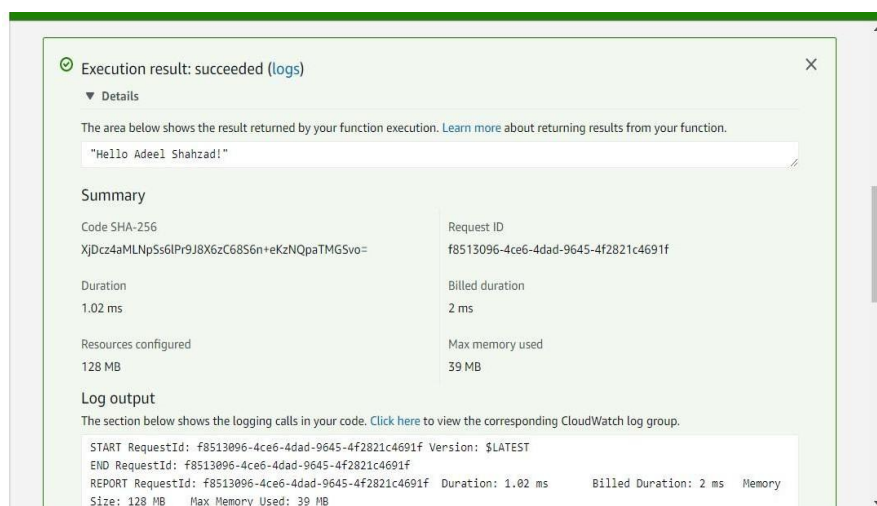 Execution result: succeeded (logs)
Details
The area below shows the result returned by your function execution. Learn more about returning results from your function.
"Hello Adeel Shahzad!"
Summary
Code SHA-256
XjDcz4aMLNpSs6lPr9J8X6zC68S6n+eKzNQpaTMGSvo=
Request ID
f8513096-4ce6-4dad-9645-4f2821c4691f
Duration
1.02 ms
Billed duration
2 ms
Resources configured
128 MB
Max memory used
39 MB
Log output
The section below shows the logging calls in your code. Click here to view the corresponding CloudWatch log group.
START RequestId: f8513096-4ce6-4dad-9645-4f2821c4691f Version: $LATEST
END RequestId: f8513096-4ce6-4dad-9645-4f2821c4691f
REPORT RequestId: f8513096-4ce6-4dad-9645-4f2821c4691f Duration: 1.02 ms Billed Duration: 2 ms Memory
Size: 128 MB Max Memory Used: 39 MB